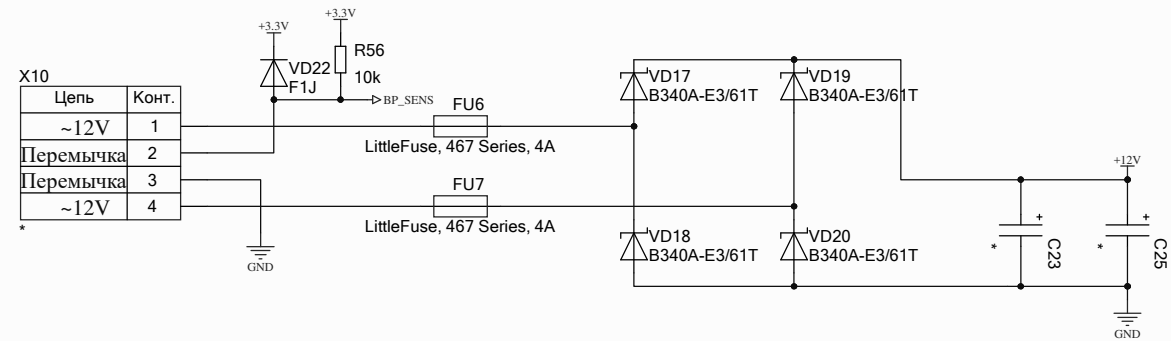 +3.3V
+3.3V
VD22
F1J
R56
10k
BP_SENS
X10
Цепь Конт.
~12V 1
Перемычка 2
Перемычка 3
~12V 4
*
GND
FU6
LittleFuse, 467 Series, 4A
FU7
LittleFuse, 467 Series, 4A
VD17
B340A-E3/61T
VD19
B340A-E3/61T
VD18
B340A-E3/61T
VD20
B340A-E3/61T
+12V
+
*
C23
+
*
C25
GND